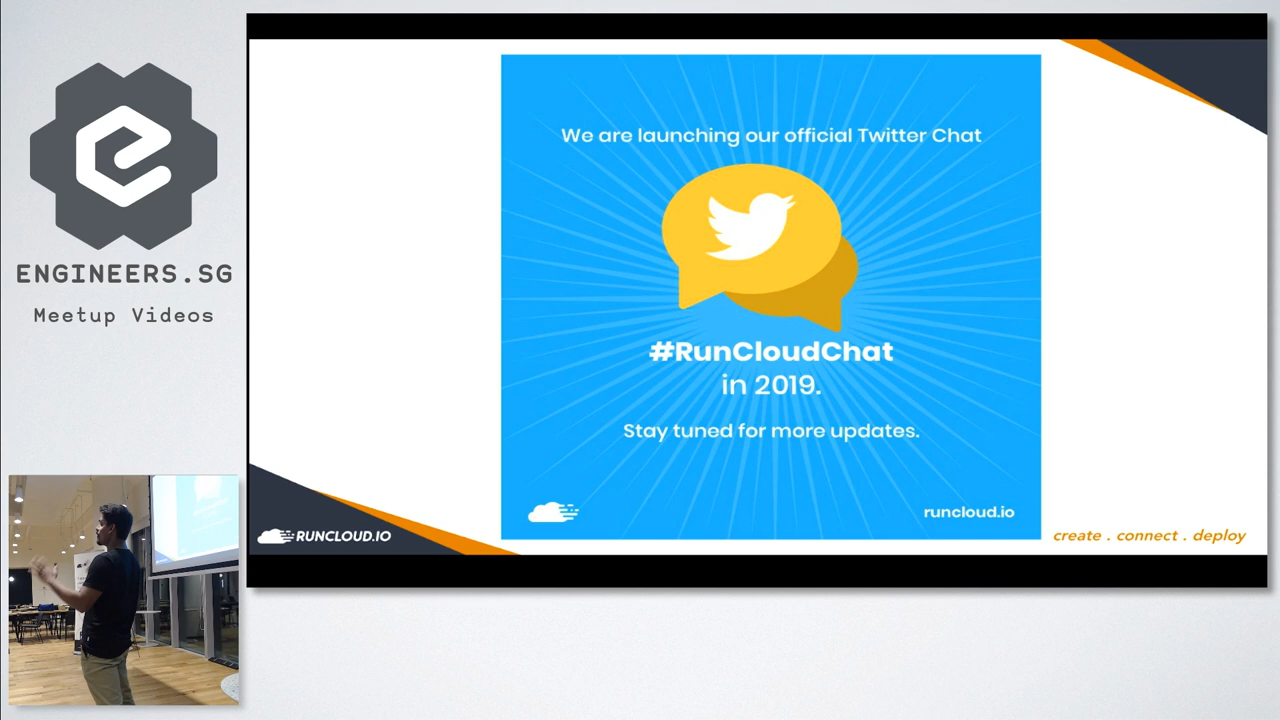 ENGINEERS.SG
Meetup Videos
We are launching our official Twitter Chat
#RunCloudChat
in 2019.
Stay tuned for more updates.
runcloud.io
RUNCLOUD.IO
create . connect . deploy